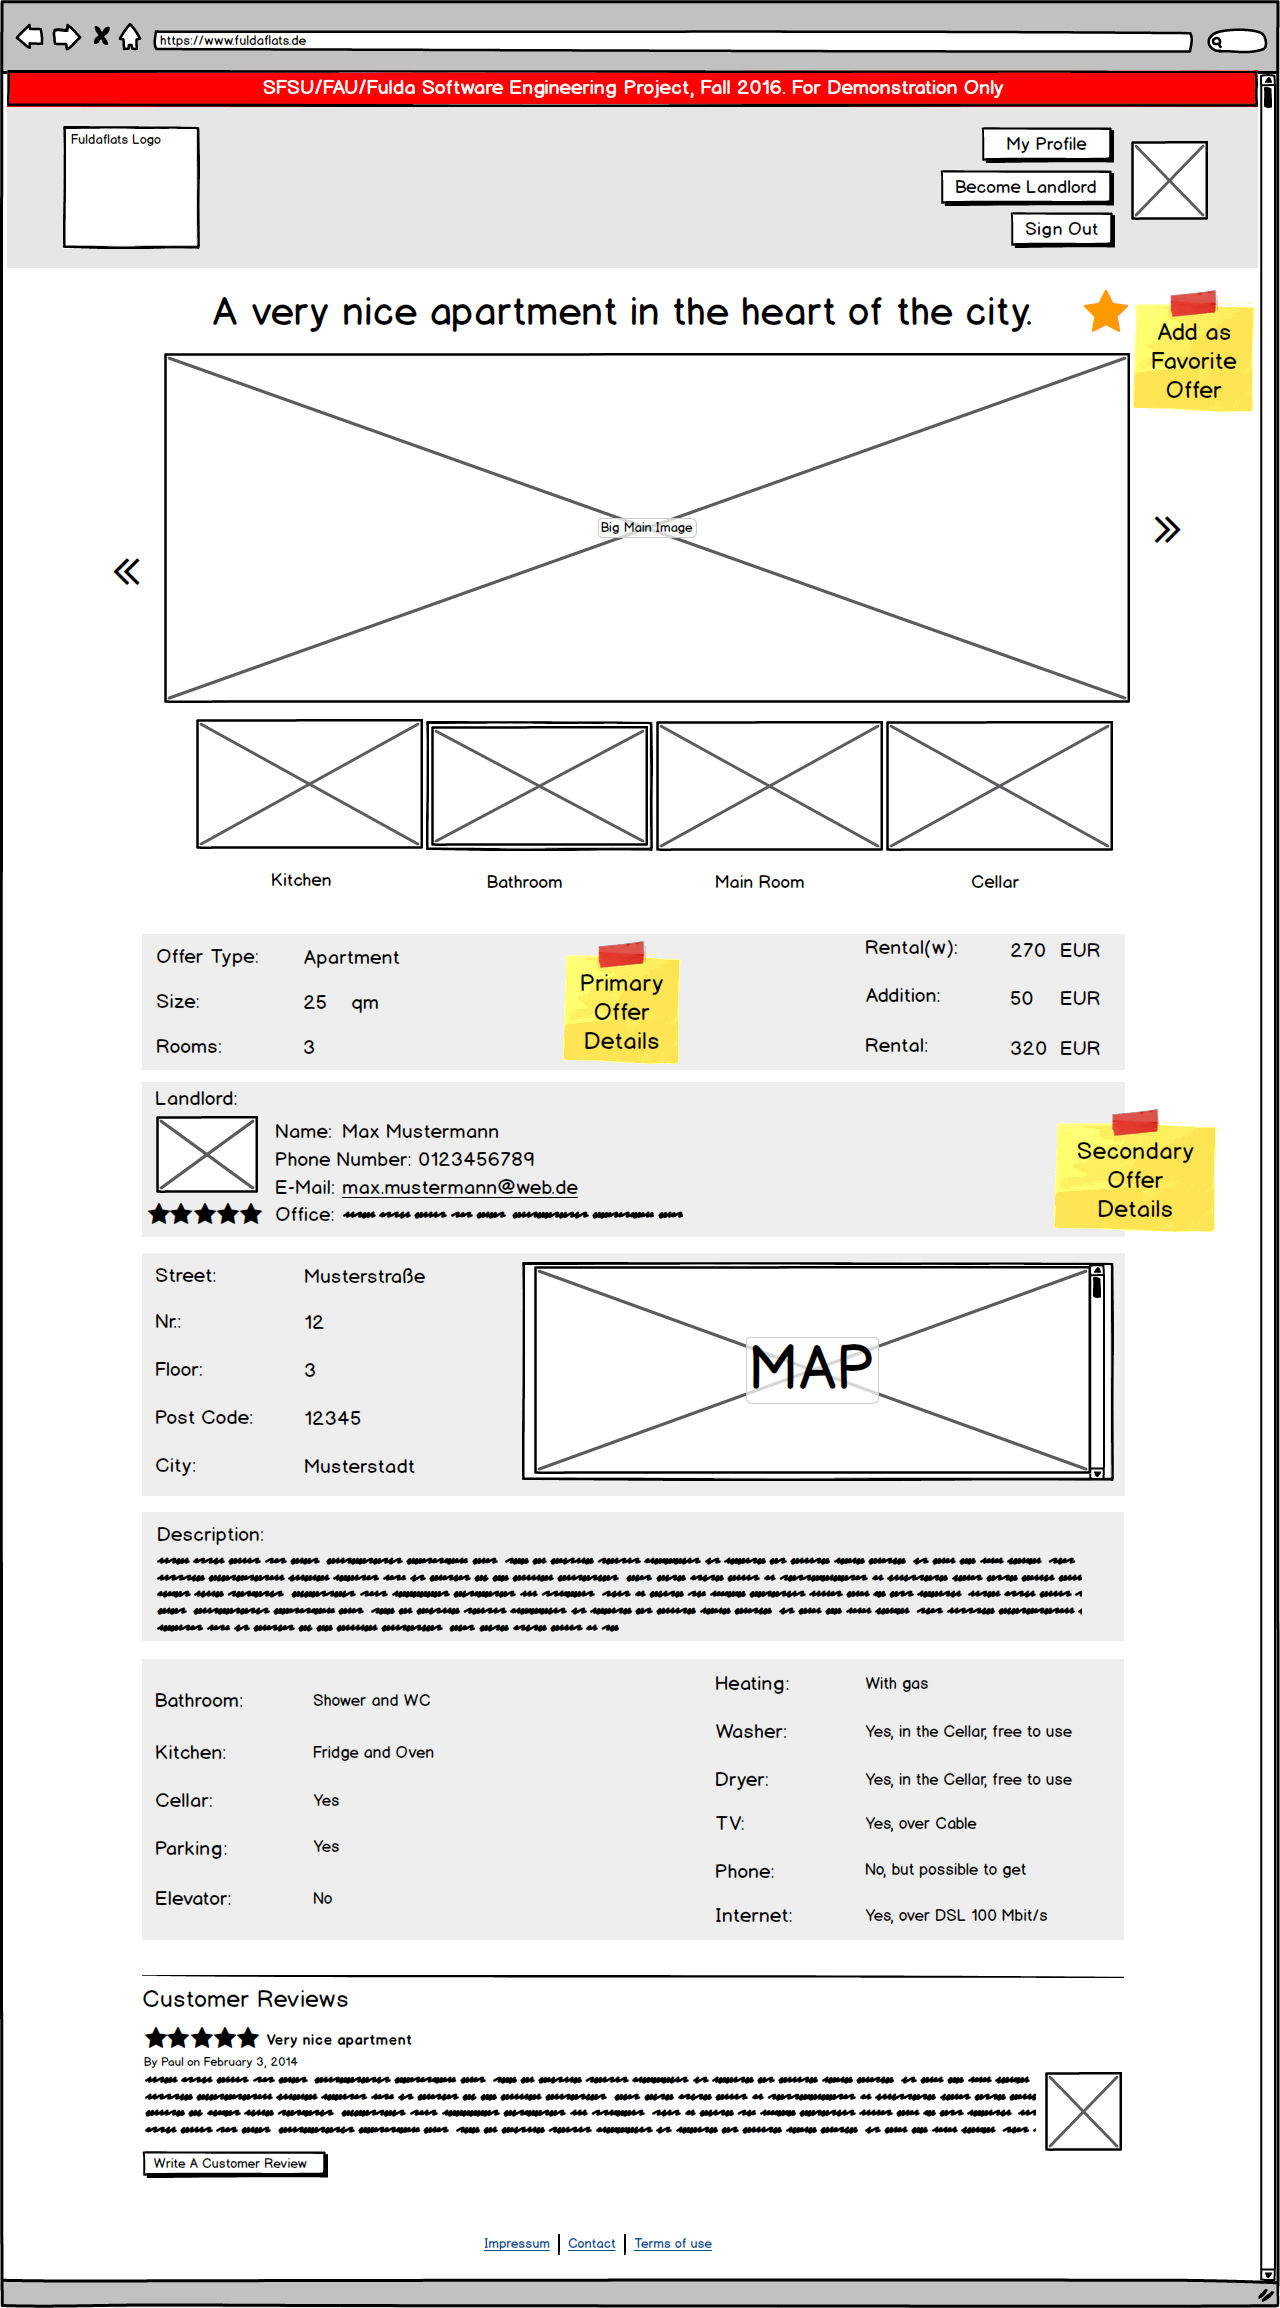 https://www.fuldaflats.de
SFSU/FAU/Fulda Software Engineering Project, Fall 2016. For Demonstration Only
Fuldaflats Logo
My Profile
Become Landlord
Sign Out
A very nice apartment in the heart of the city.
Add as
Favorite
Offer
Big Main Image
Kitchen
Bathroom
Main Room
Cellar
Offer Type: Apartment
Size: 25 qm
Rooms: 3
Primary
Offer
Details
Rental(w): 270 EUR
Addition: 50 EUR
Rental: 320 EUR
Landlord:
Name: Max Mustermann
Phone Number: 0123456789
E-Mail: max.mustermann@web.de
Office:
Secondary
Offer
Details
Street: Musterstraße
Nr.: 12
Floor: 3
Post Code: 12345
City: Musterstadt
MAP
Description:
Bathroom: Shower and WC
Kitchen: Fridge and Oven
Cellar: Yes
Parking: Yes
Elevator: No
Heating: With gas
Washer: Yes, in the Cellar, free to use
Dryer: Yes, in the Cellar, free to use
TV: Yes, over Cable
Phone: No, but possible to get
Internet: Yes, over DSL 100 Mbit/s
Customer Reviews
Very nice apartment
By Paul on February 3, 2014
Write A Customer Review
Impressum | Contact | Terms of use